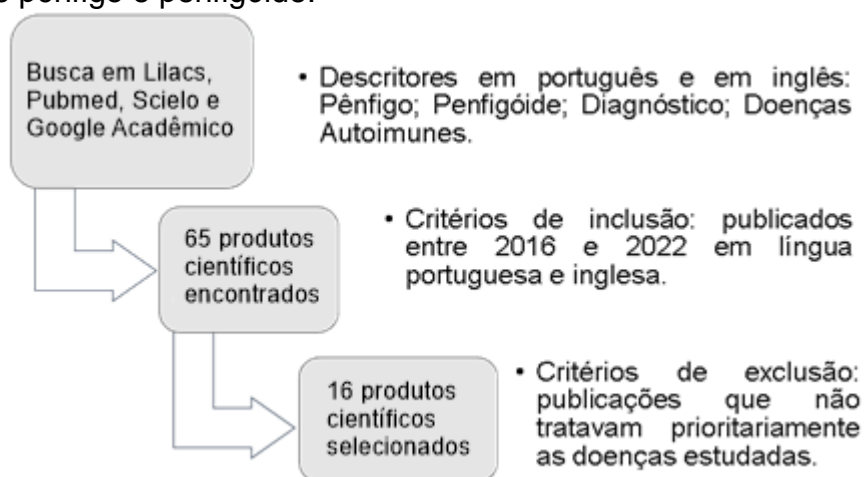 pênfigo e penfigoide.
Busca em Lilacs,
Pubmed, Scielo e
Google Acadêmico
• Descritores em português e em inglês:
Pênfigo; Penfigóide; Diagnóstico; Doenças
Autoimunes.
65 produtos
científicos
encontrados
• Critérios de inclusão: publicados
entre 2016 e 2022 em língua
portuguesa e inglesa.
16 produtos
científicos
selecionados
• Critérios de exclusão:
publicações que não
tratavam prioritariamente
as doenças estudadas.